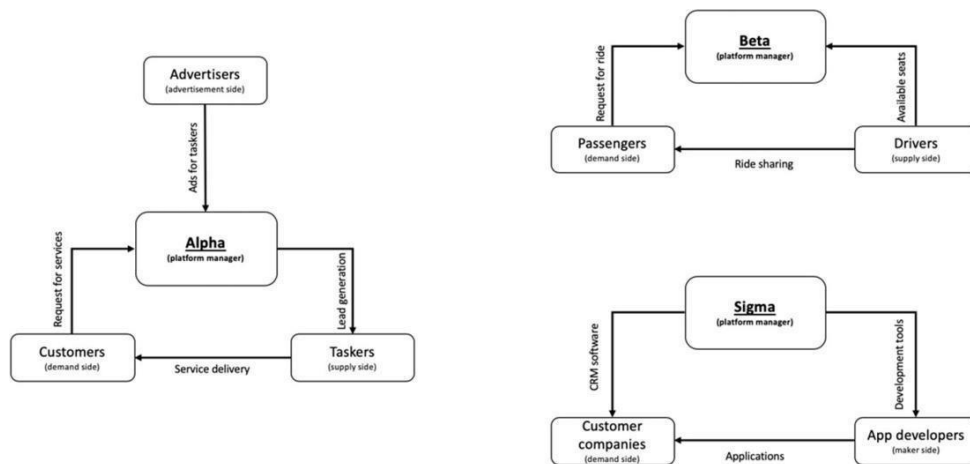 Advertisers
(advertisement side)
Ads for taskers
Alpha
(platform manager)
Request for services
Lead generation
Customers
(demand side)
Service delivery
Taskers
(supply side)
Beta
(platform manager)
Request for ride
Available seats
Passengers
(demand side)
Ride sharing
Drivers
(supply side)
Sigma
(platform manager)
CRM software
Development tools
Customer
companies
(demand side)
Applications
App developers
(maker side)